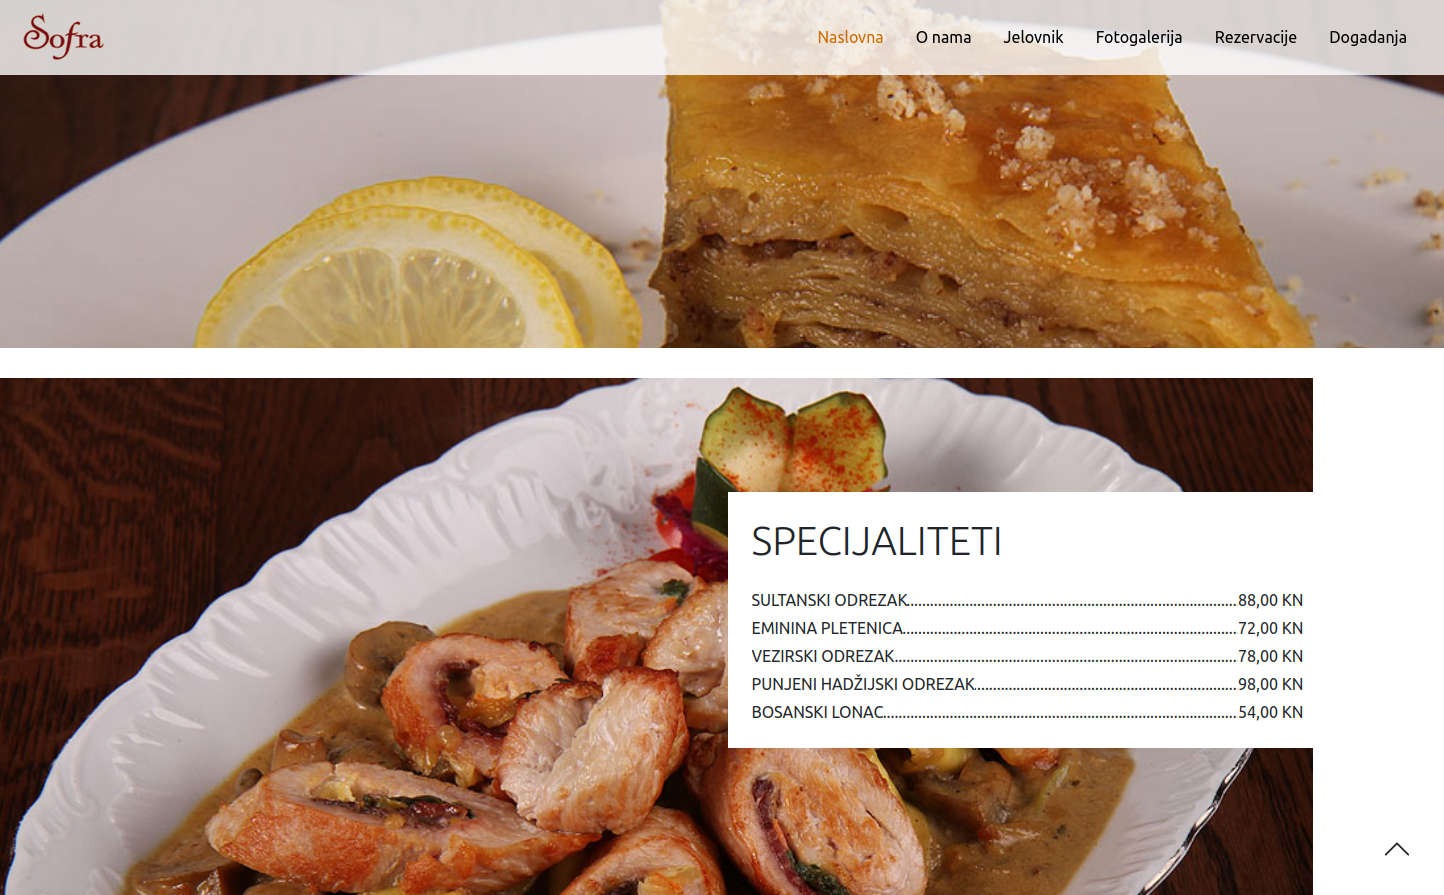 Sofra
Naslovna O nama Jelovnik Fotogalerija Rezervacije Događanja
SPECIJALITETI
SULTANSKI ODREZAK 88,00 KN
EMININA PLETENICA 72,00 KN
VEZIRSKI ODREZAK 78,00 KN
PUNJENI HADŽIJSKI ODREZAK 98,00 KN
BOSANSKI LONAC 54,00 KN